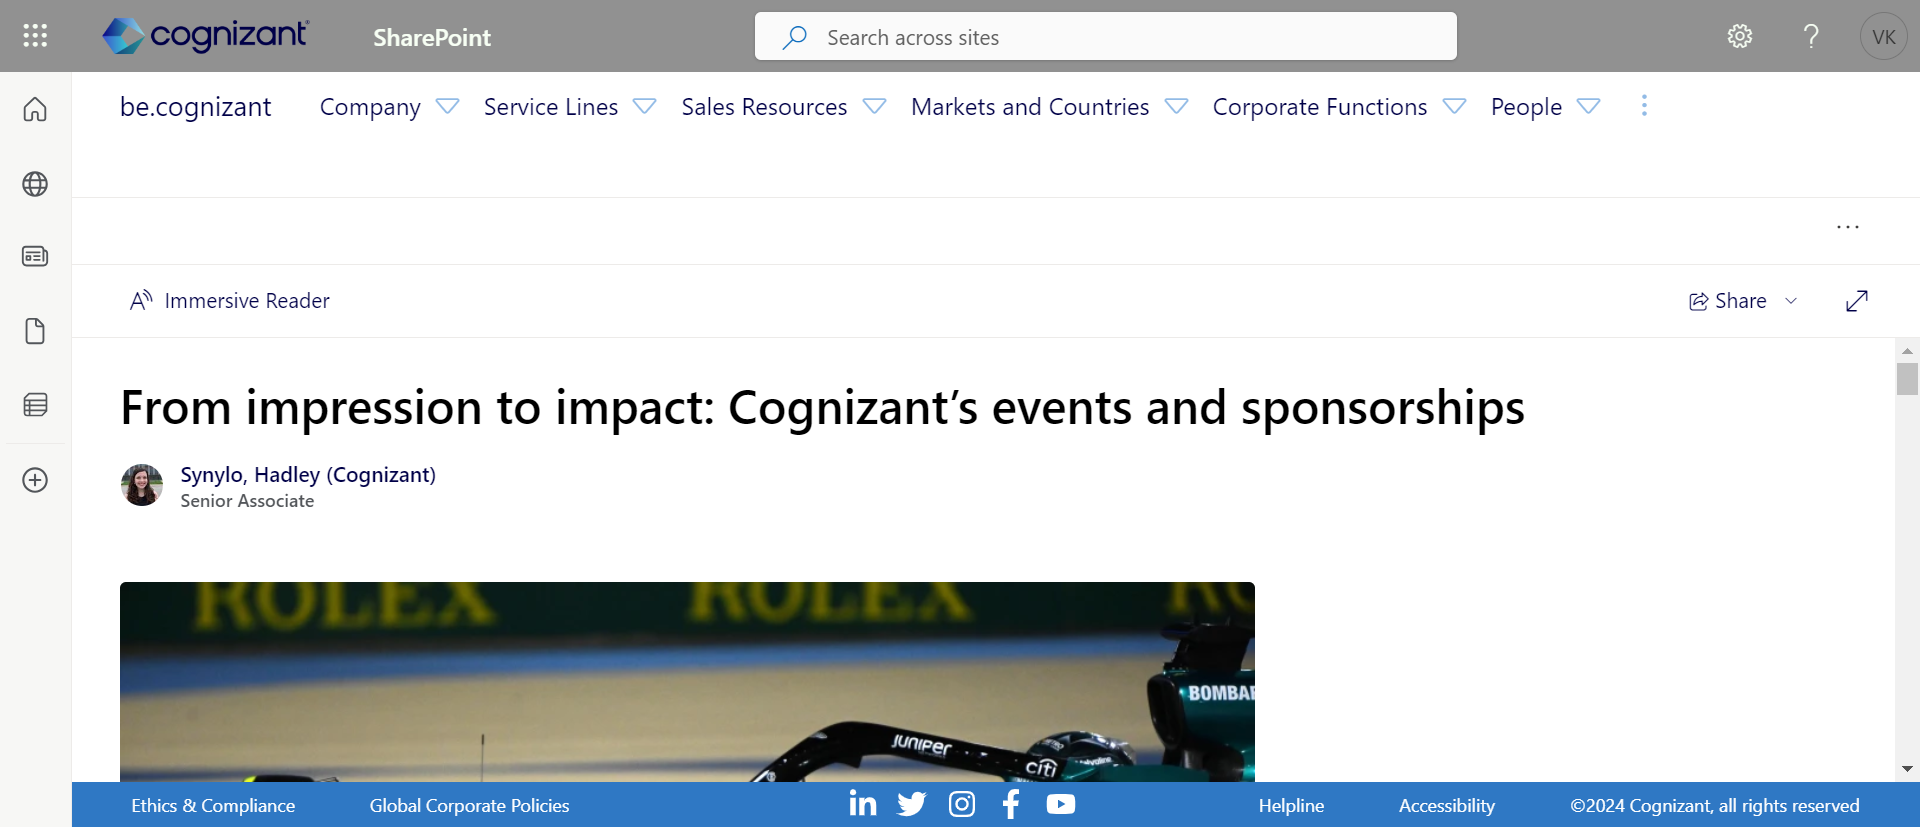 cognizant
SharePoint
Search across sites
VK
be.cognizant
Company
Service Lines
Sales Resources
Markets and Countries
Corporate Functions
People
Immersive Reader
Share
From impression to impact: Cognizant’s events and sponsorships
Synylo, Hadley (Cognizant)
Senior Associate
ROLEX
ROLEX
BOMBAR
JUNIPER
citi
Valvoline
Ethics & Compliance
Global Corporate Policies
Helpline
Accessibility
©2024 Cognizant, all rights reserved